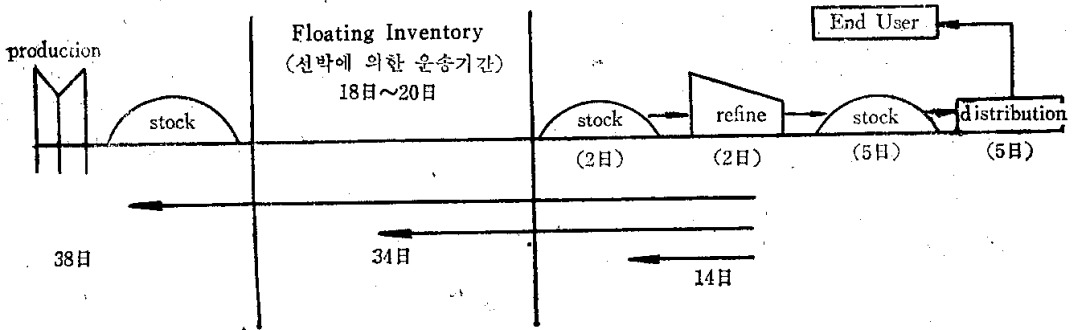 End User
production
Floating Inventory
(선박에 의한 운송기간)
18日~20日
stock
stock
refine
stock
distribution
(2日)
(2日)
(5日)
(5日)
38日
34日
14日